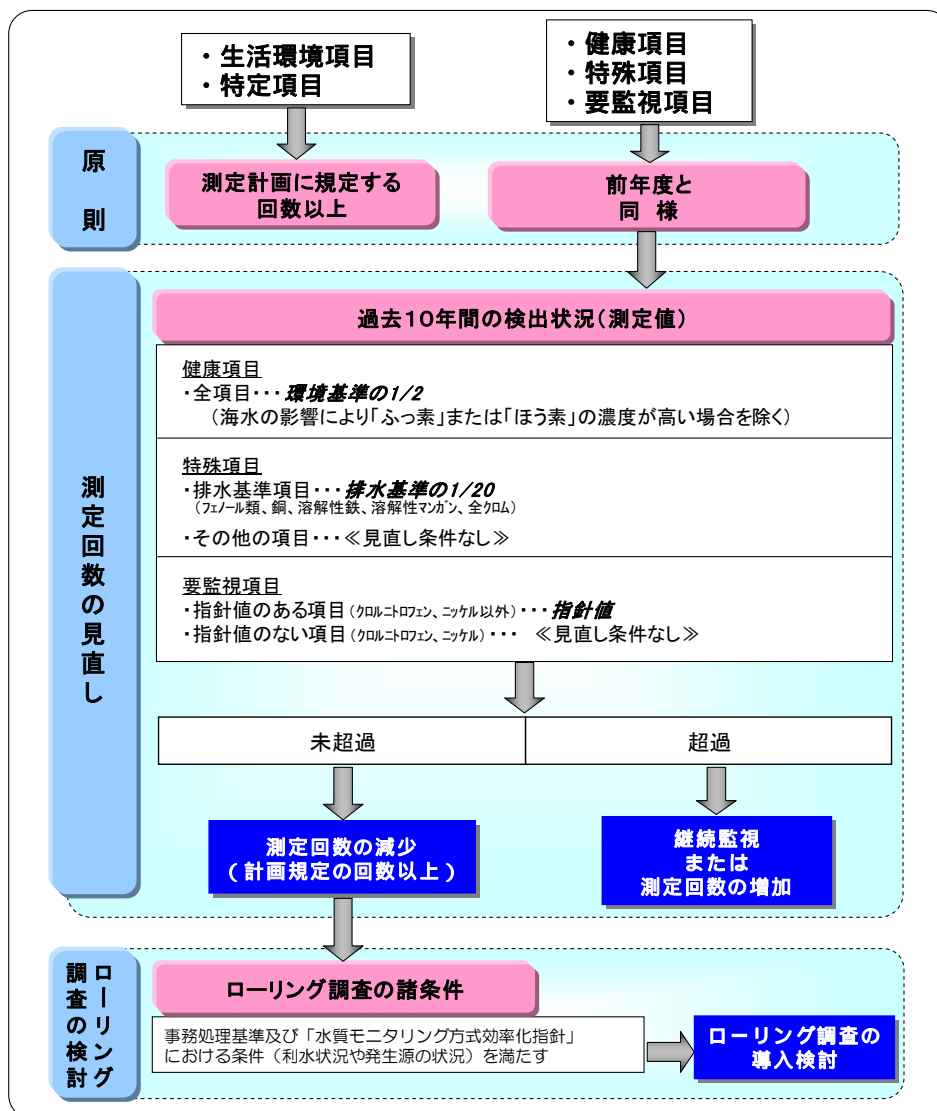 ・生活環境項目
・特定項目
・健康項目
・特殊項目
・要監視項目
原
則
測定計画に規定する
回数以上
前年度と
同 様
測定回数の見直し
過去１０年間の検出状況（測定値）
健康項目
・全項目・・・環境基準の1/2
（海水の影響により「ふっ素」または「ほう素」の濃度が高い場合を除く）
特殊項目
・排水基準項目・・・排水基準の1/20
（ﾌｪﾉｰﾙ類、銅、溶解性鉄、溶解性ﾏﾝｶﾞﾝ、全ｸﾛﾑ）
・その他の項目・・・≪見直し条件なし≫
要監視項目
・指針値のある項目（ｸﾛﾙﾆﾄﾛﾌｪﾝ、ﾆｯｹﾙ以外）・・・指針値
・指針値のない項目（ｸﾛﾙﾆﾄﾛﾌｪﾝ、ﾆｯｹﾙ）・・・ ≪見直し条件なし≫
未超過
超過
測定回数の減少
（計画規定の回数以上）
継続監視
または
測定回数の増加
ローリング
調査の検討
ローリング調査の諸条件
事務処理基準及び「水質モニタリング方式効率化指針」
における条件（利水状況や発生源の状況）を満たす
ローリング調査の
導入検討